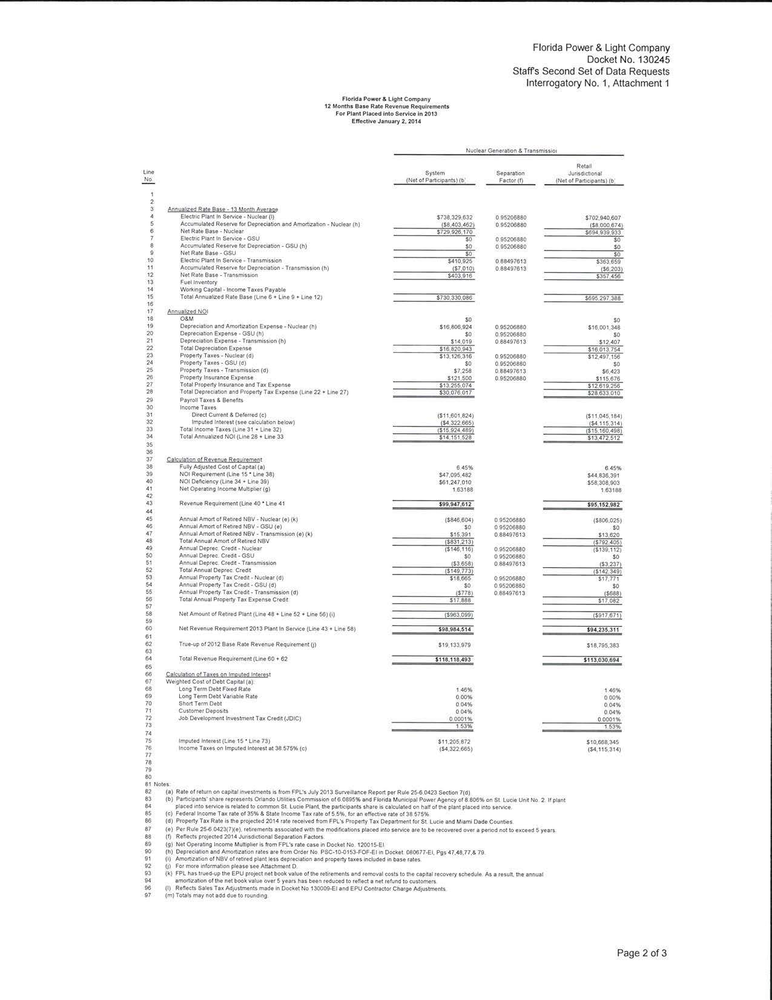 Florida Power & Light Company
Docket No. 130245
Staff's Second Set of Data Requests
Interrogatory No. 1, Attachment 1
Florida Power & Light Company
12 Months Base Rate Revenue Requirements
For Plant Placed into Service in 2013
Effective January 2, 2014
Nuclear Generation & Transmission
Line No. System (Net of Participants) (b) Separation Factor (f) Retail Jurisdictional (Net of Participants) (b)
1
2
3 Annualized Rate Base - 13 Month Average
4 Electric Plant In Service - Nuclear (l) $738,329,632 0.95206880 $702,940,607
5 Accumulated Reserve for Depreciation and Amortization - Nuclear (h) ($8,403,462) 0.95206880 ($8,000,674)
6 Net Rate Base - Nuclear $729,926,170 $694,939,933
7 Electric Plant In Service - GSU $0 0.95206880 $0
8 Accumulated Reserve for Depreciation - GSU (h) $0 0.95206880 $0
9 Net Rate Base - GSU $0 $0
10 Electric Plant In Service - Transmission $410,925 0.88497613 $363,659
11 Accumulated Reserve for Depreciation - Transmission (h) ($7,010) 0.88497613 ($6,203)
12 Net Rate Base - Transmission $403,916 $357,456
13 Fuel Inventory
14 Working Capital - Income Taxes Payable
15 Total Annualized Rate Base (Line 6 + Line 9 + Line 12) $730,330,086 $695,297,388
16
17 Annualized NOI
18 O&M $0 $0
19 Depreciation and Amortization Expense - Nuclear (h) $16,806,924 0.95206880 $16,001,348
20 Depreciation Expense - GSU (h) $0 0.95206880 $0
21 Depreciation Expense - Transmission (h) $14,019 0.88497613 $12,407
22 Total Depreciation Expense $16,820,943 $16,013,754
23 Property Taxes - Nuclear (d) $13,126,316 0.95206880 $12,497,156
24 Property Taxes - GSU (d) $0 0.95206880 $0
25 Property Taxes - Transmission (d) $7,258 0.88497613 $6,423
26 Property Insurance Expense $121,500 0.95206880 $115,676
27 Total Property Insurance and Tax Expense $13,255,074 $12,619,256
28 Total Depreciation and Property Tax Expense (Line 22 + Line 27) $30,076,017 $28,633,010
29 Payroll Taxes & Benefits
30 Income Taxes
31 Direct Current & Deferred (c) ($11,601,824) ($11,045,184)
32 Imputed Interest (see calculation below) ($4,322,665) ($4,115,314)
33 Total Income Taxes (Line 31 + Line 32) ($15,924,489) ($15,160,498)
34 Total Annualized NOI (Line 28 + Line 33 $14,151,528 $13,472,512
35
36
37 Calculation of Revenue Requirement
38 Fully Adjusted Cost of Capital (a) 6.45% 6.45%
39 NOI Requirement (Line 15 * Line 38) $47,095,482 $44,836,391
40 NOI Deficiency (Line 34 + Line 39) $61,247,010 $58,308,903
41 Net Operating Income Multiplier (g) 1.63188 1.63188
42
43 Revenue Requirement (Line 40 * Line 41 $99,947,612 $95,152,982
44
45 Annual Amort of Retired NBV - Nuclear (e) (k) ($846,604) 0.95206880 ($806,025)
46 Annual Amort of Retired NBV - GSU (e) $0 0.95206880 $0
47 Annual Amort of Retired NBV - Transmission (e) (k) $15,391 0.88497613 $13,620
48 Total Annual Amort of Retired NBV ($831,213) ($792,405)
49 Annual Deprec. Credit - Nuclear ($146,116) 0.95206880 ($139,112)
50 Annual Deprec. Credit - GSU $0 0.95206880 $0
51 Annual Deprec. Credit - Transmission ($3,658) 0.88497613 ($3,237)
52 Total Annual Deprec. Credit ($149,773) ($142,349)
53 Annual Property Tax Credit - Nuclear (d) $18,665 0.95206880 $17,771
54 Annual Property Tax Credit - GSU (d) $0 0.95206880 $0
55 Annual Property Tax Credit - Transmission (d) ($778) 0.88497613 ($688)
56 Total Annual Property Tax Expense Credit $17,888 $17,082
57
58 Net Amount of Retired Plant (Line 48 + Line 52 + Line 56) (i) ($963,099) ($917,671)
59
60 Net Revenue Requirement 2013 Plant In Service (Line 43 + Line 58) $98,984,514 $94,235,311
61
62 True-up of 2012 Base Rate Revenue Requirement (j) $19,133,979 $18,795,383
63
64 Total Revenue Requirement (Line 60 + 62 $118,118,493 $113,030,694
65
66 Calculation of Taxes on Imputed Interest
67 Weighted Cost of Debt Capital (a):
68 Long Term Debt Fixed Rate 1.46% 1.46%
69 Long Term Debt Variable Rate 0.00% 0.00%
70 Short Term Debt 0.04% 0.04%
71 Customer Deposits 0.04% 0.04%
72 Job Development Investment Tax Credit (JDIC) 0.0001% 0.0001%
73 1.53% 1.53%
74
75 Imputed Interest (Line 15 * Line 73) $11,205,872 $10,668,345
76 Income Taxes on Imputed Interest at 38.575% (c) ($4,322,665) ($4,115,314)
77
78
79
80
81 Notes:
82 (a) Rate of return on capital investments is from FPL's July 2013 Surveillance Report per Rule 25-6.0423 Section 7(d).
83 (b) Participants' share represents Orlando Utilities Commission of 6.0895% and Florida Municipal Power Agency of 8.806% on St. Lucie Unit No. 2. If plant
84 placed into service is related to common St. Lucie Plant, the participants share is calculated on half of the plant placed into service.
85 (c) Federal Income Tax rate of 35% & State Income Tax rate of 5.5%, for an effective rate of 38.575%.
86 (d) Property Tax Rate is the projected 2014 rate received from FPL's Property Tax Department for St. Lucie and Miami Dade Counties.
87 (e) Per Rule 25-6.0423(7)(e), retirements associated with the modifications placed into service are to be recovered over a period not to exceed 5 years.
88 (f) Reflects projected 2014 Jurisdictional Separation Factors.
89 (g) Net Operating Income Multiplier is from FPL's rate case in Docket No. 120015-EI.
90 (h) Depreciation and Amortization rates are from Order No. PSC-10-0153-FOF-EI in Docket 080677-EI, Pgs 47,48,77,& 79.
91 (i) Amortization of NBV of retired plant less depreciation and property taxes included in base rates.
92 (j) For more information please see Attachment D.
93 (k) FPL has trued-up the EPU project net book value of the retirements and removal costs to the capital recovery schedule. As a result, the annual
94 amortization of the net book value over 5 years has been reduced to reflect a net refund to customers.
96 (l) Reflects Sales Tax Adjustments made in Docket No 130009-EI and EPU Contractor Charge Adjustments.
97 (m) Totals may not add due to rounding.
Page 2 of 3